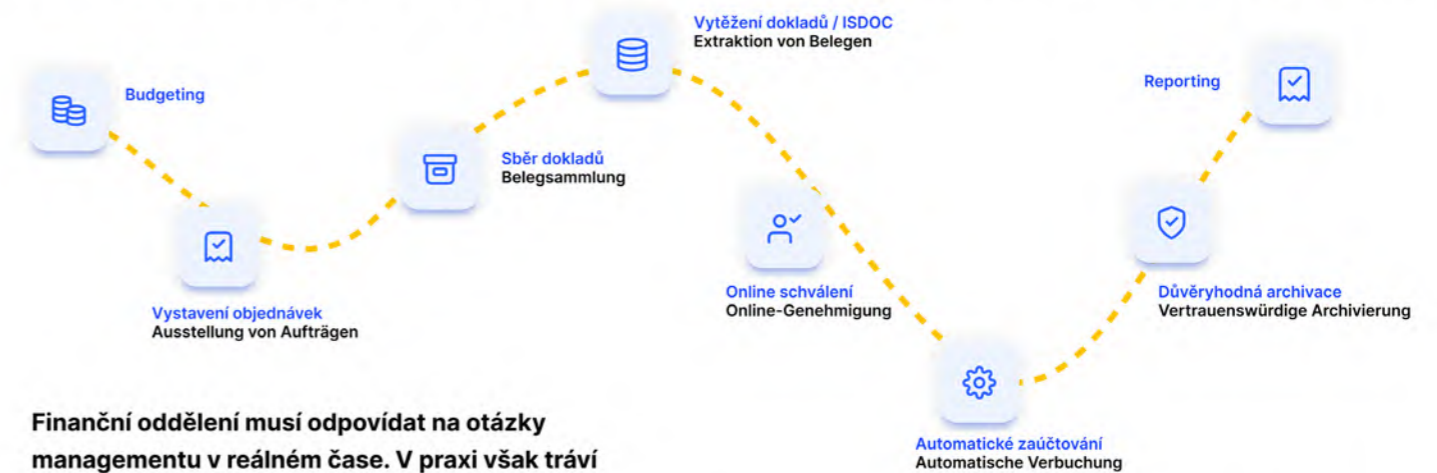 Budgeting
Vystavení objednávek
Ausstellung von Aufträgen
Sběr dokladů
Belegsammlung
Vytěžení dokladů / ISDOC
Extraktion von Belegen
Online schválení
Online-Genehmigung
Automatické zaúčtování
Automatische Verbuchung
Důvěryhodná archivace
Vertrauenswürdige Archivierung
Reporting
Finanční oddělení musí odpovídat na otázky
managementu v reálném čase. V praxi však tráví